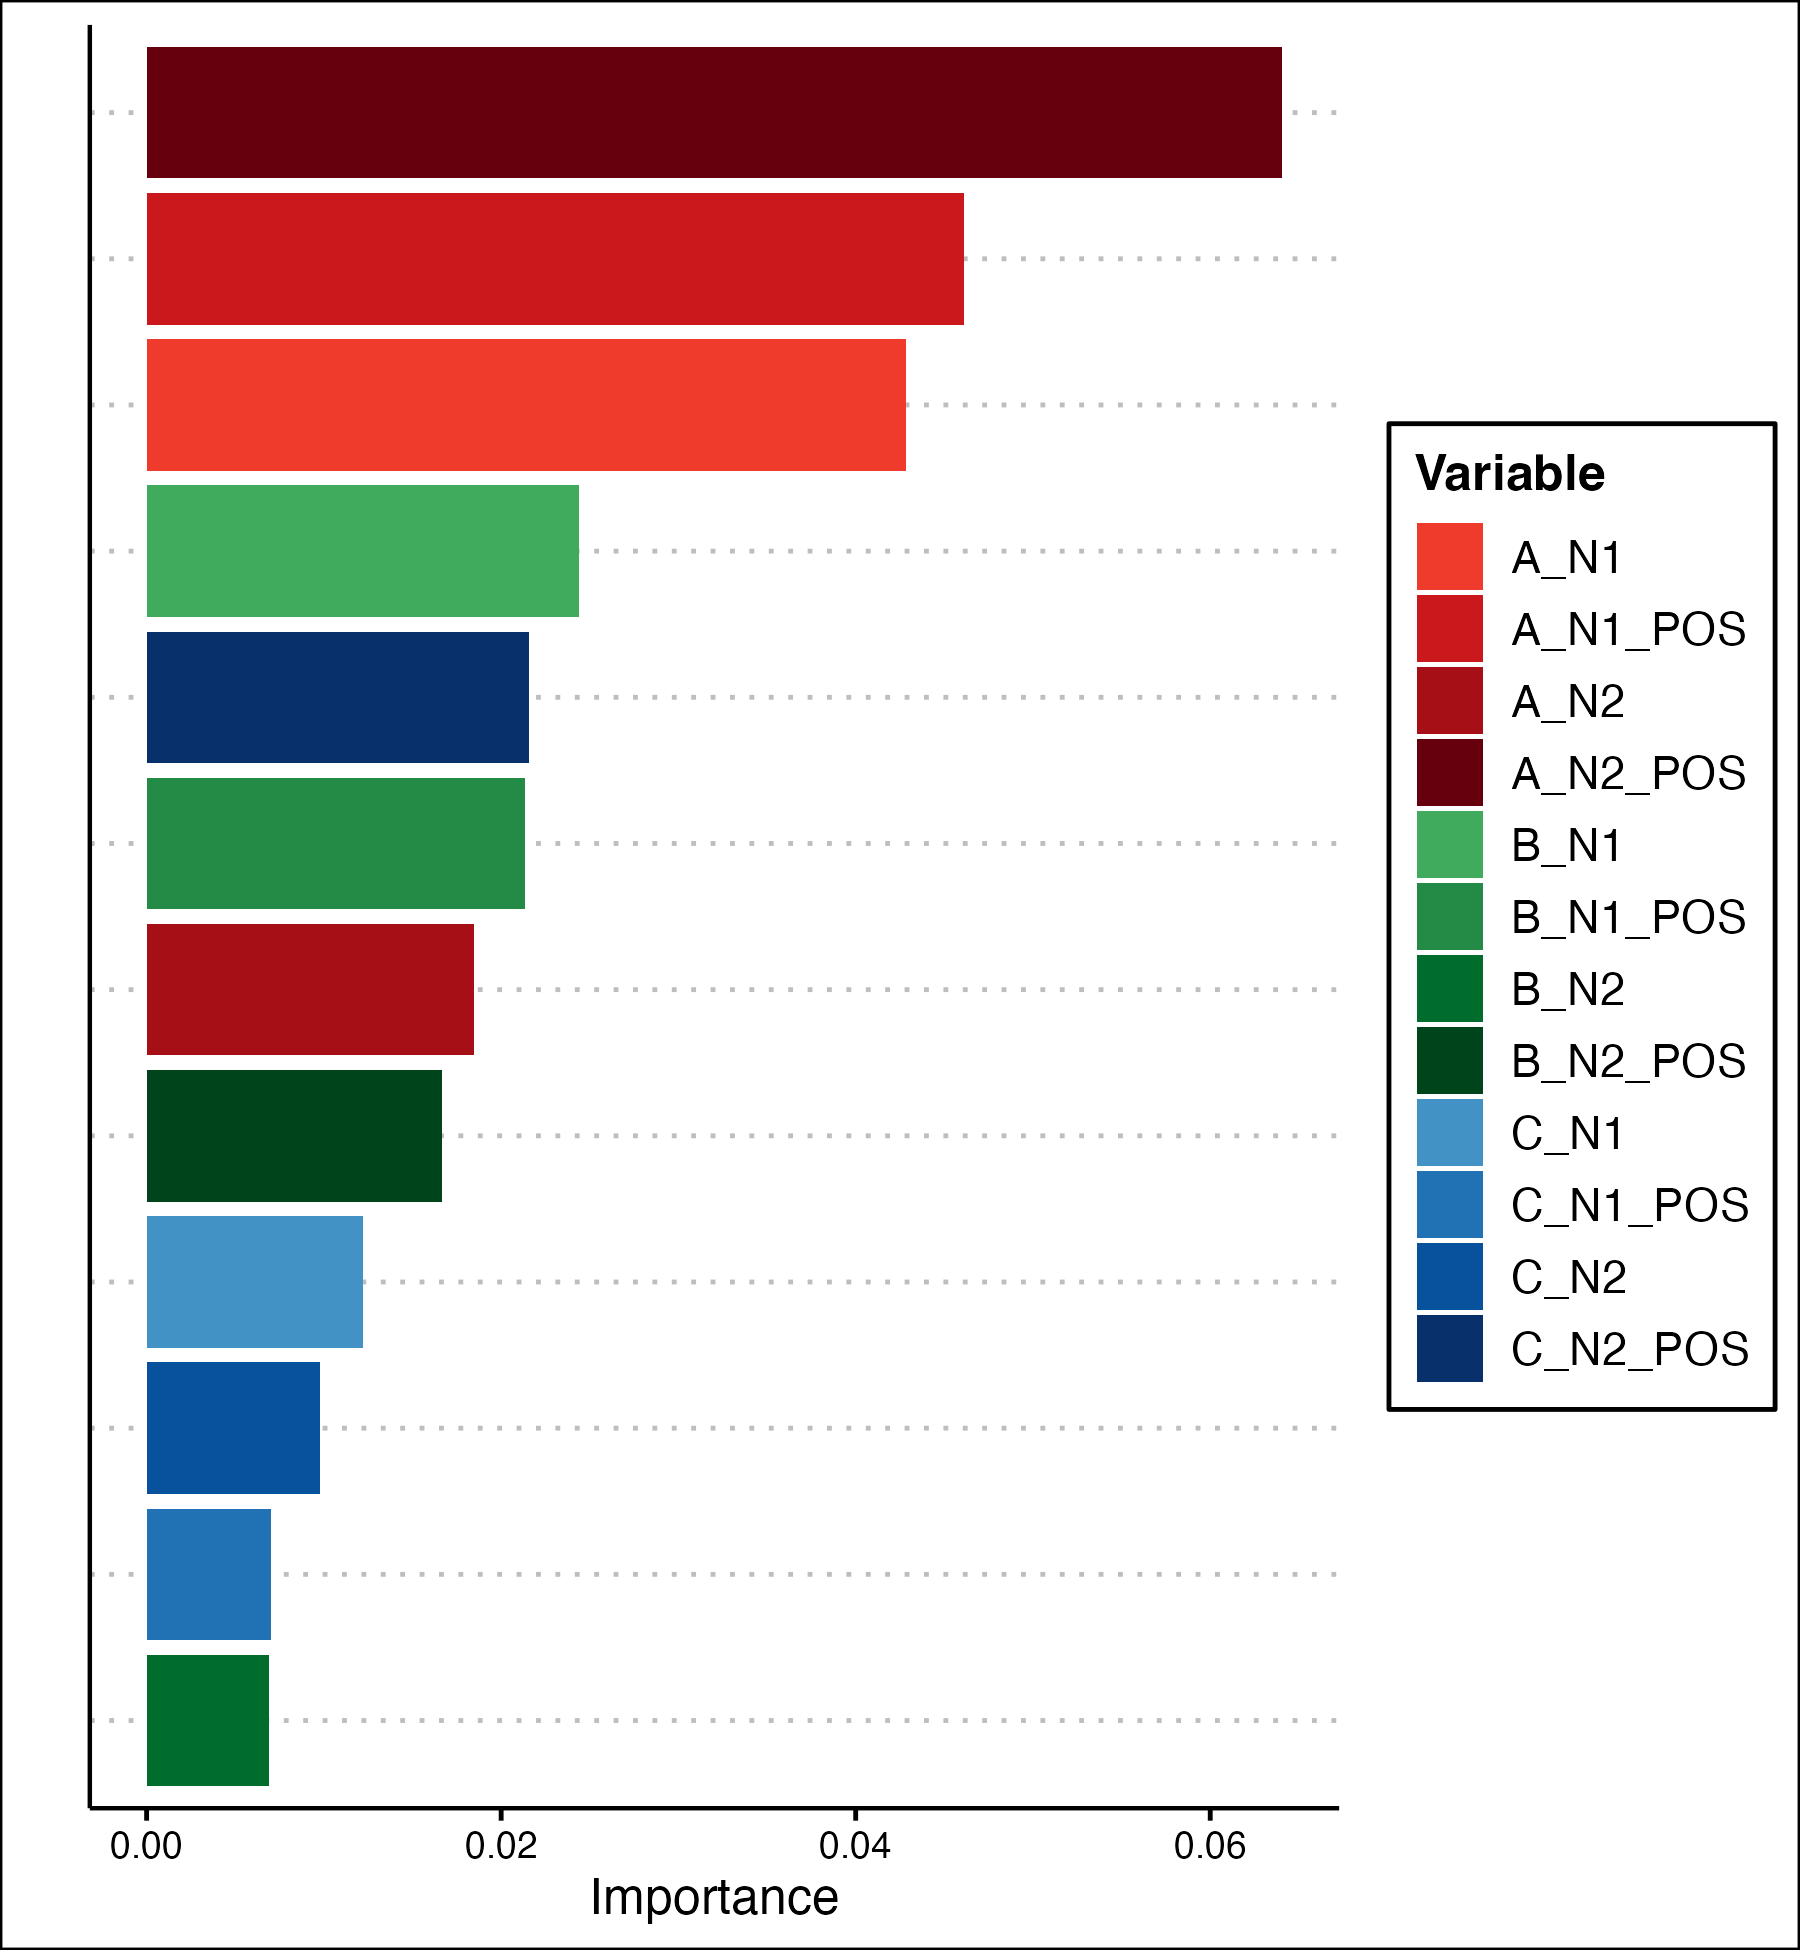 Variable
A_N1
A_N1_POS
A_N2
A_N2_POS
B_N1
B_N1_POS
B_N2
B_N2_POS
C_N1
C_N1_POS
C_N2
C_N2_POS
0.00 0.02 0.04 0.06
Importance